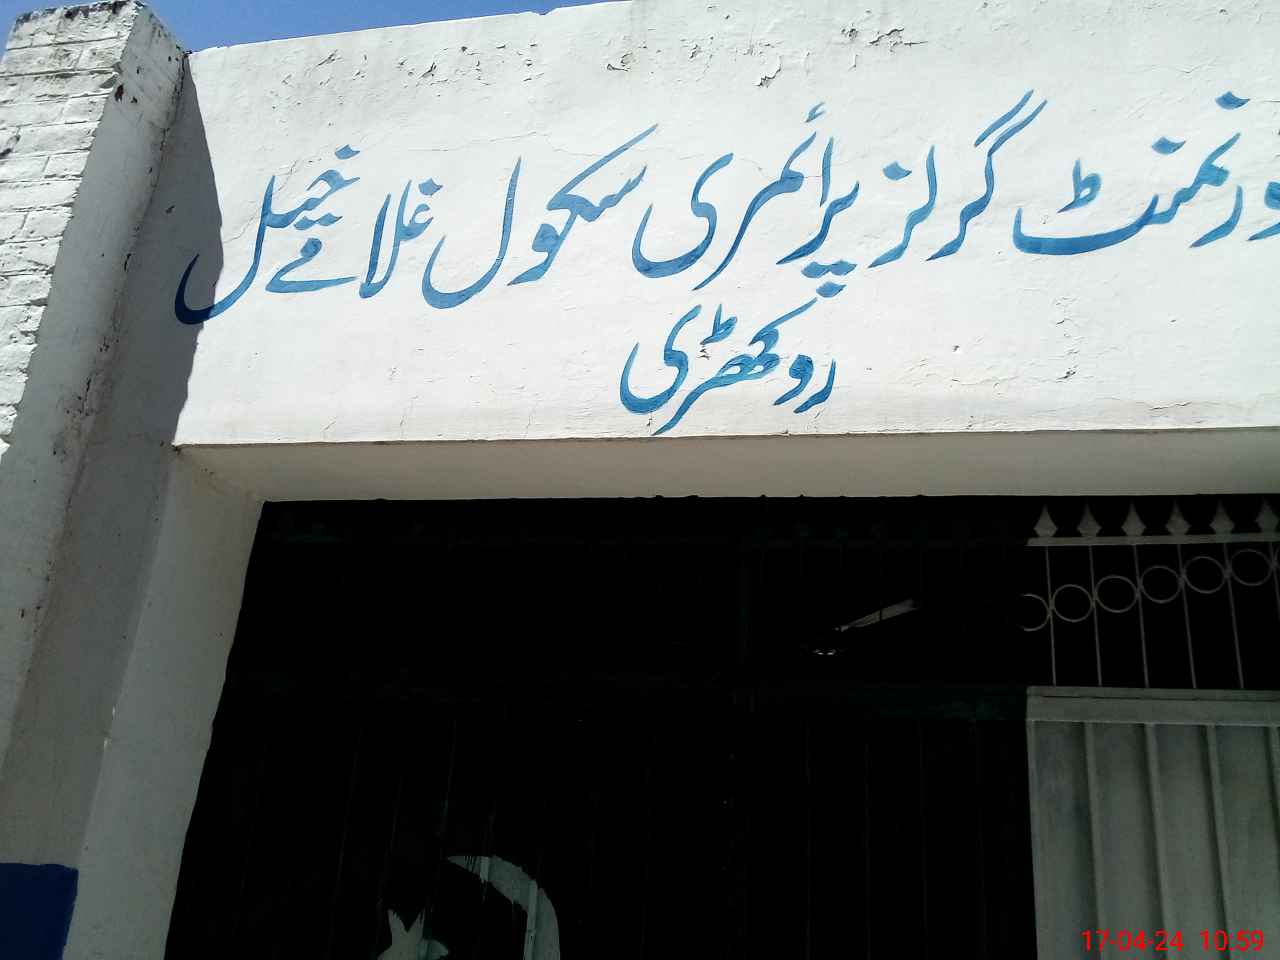 ورنمنٹ گرلز پرائمری سکول غلامے خیل
روکھڑی
17-04-24 10:59